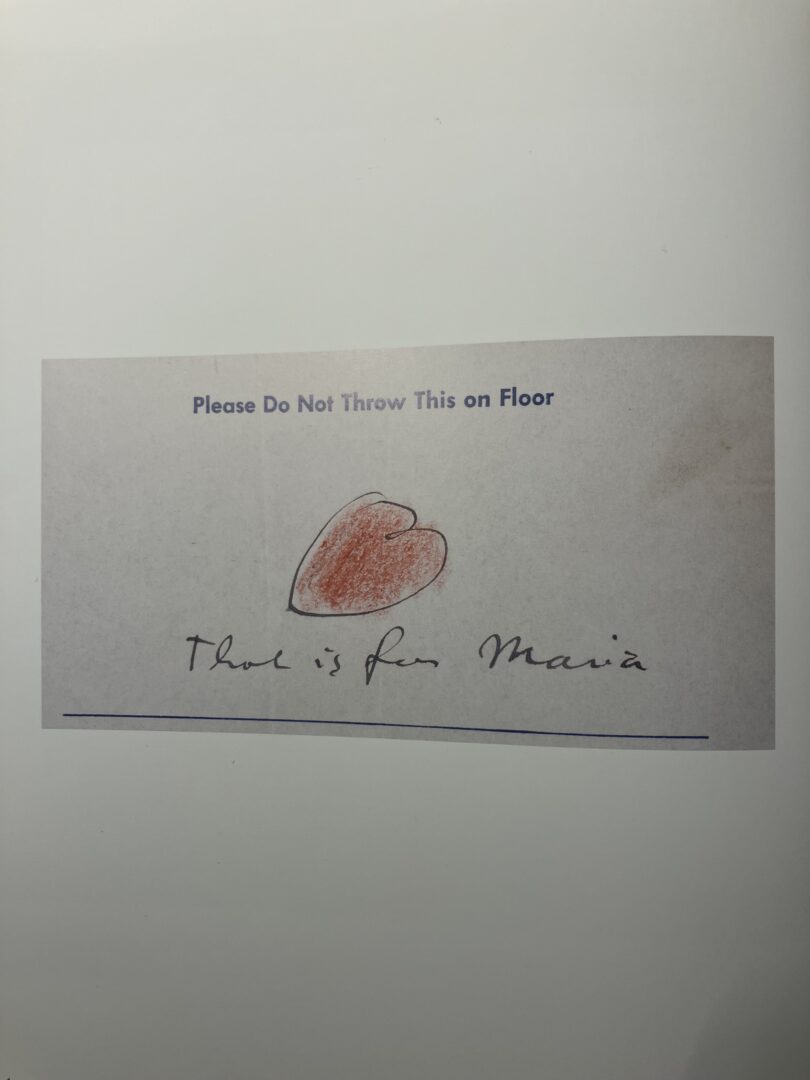 Please Do Not Throw This on Floor
That is for Maria